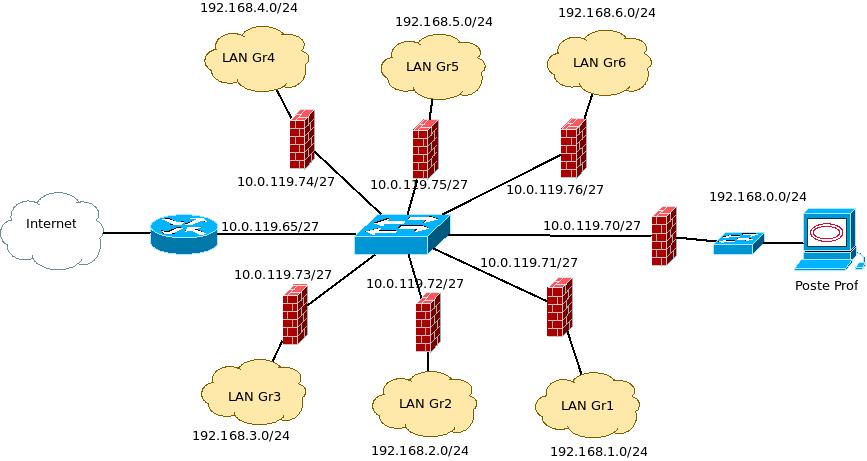 192.168.4.0/24
192.168.5.0/24
192.168.6.0/24
LAN Gr4
LAN Gr5
LAN Gr6
10.0.119.74/27
10.0.119.75/27
10.0.119.76/27
192.168.0.0/24
Internet
10.0.119.65/27
10.0.119.70/27
Poste Prof
10.0.119.73/27
10.0.119.72/27
10.0.119.71/27
LAN Gr3
LAN Gr2
LAN Gr1
192.168.3.0/24
192.168.2.0/24
192.168.1.0/24